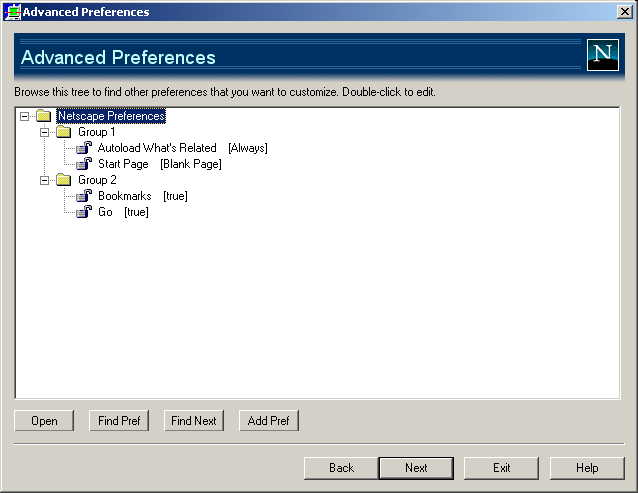 Advanced Preferences
Advanced Preferences
N
Browse this tree to find other preferences that you want to customize. Double-click to edit.
Netscape Preferences
Group 1
Autoload What's Related [Always]
Start Page [Blank Page]
Group 2
Bookmarks [true]
Go [true]
Open Find Pref Find Next Add Pref
Back Next Exit Help